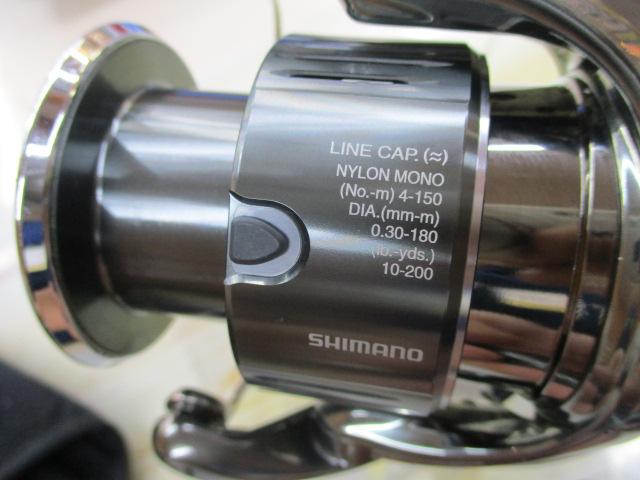 LINE CAP. (≈)
NYLON MONO
(No.-m) 4-150
DIA.(mm-m)
0.30-180
(lb.-yds.)
10-200
SHIMANO